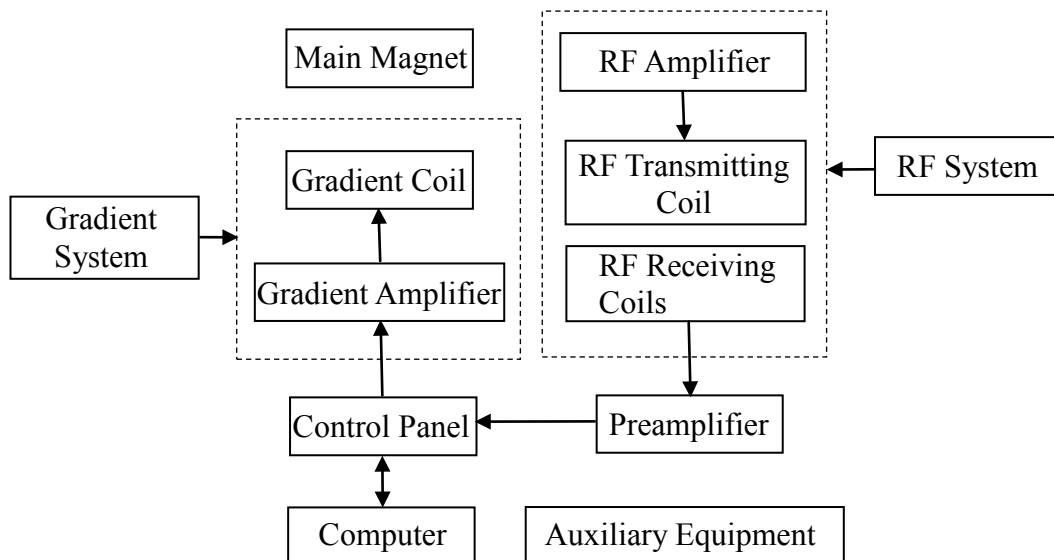 Main Magnet
RF Amplifier
Gradient Coil
RF Transmitting
Coil
RF System
Gradient
System
Gradient Amplifier
RF Receiving
Coils
Control Panel
Preamplifier
Computer
Auxiliary Equipment